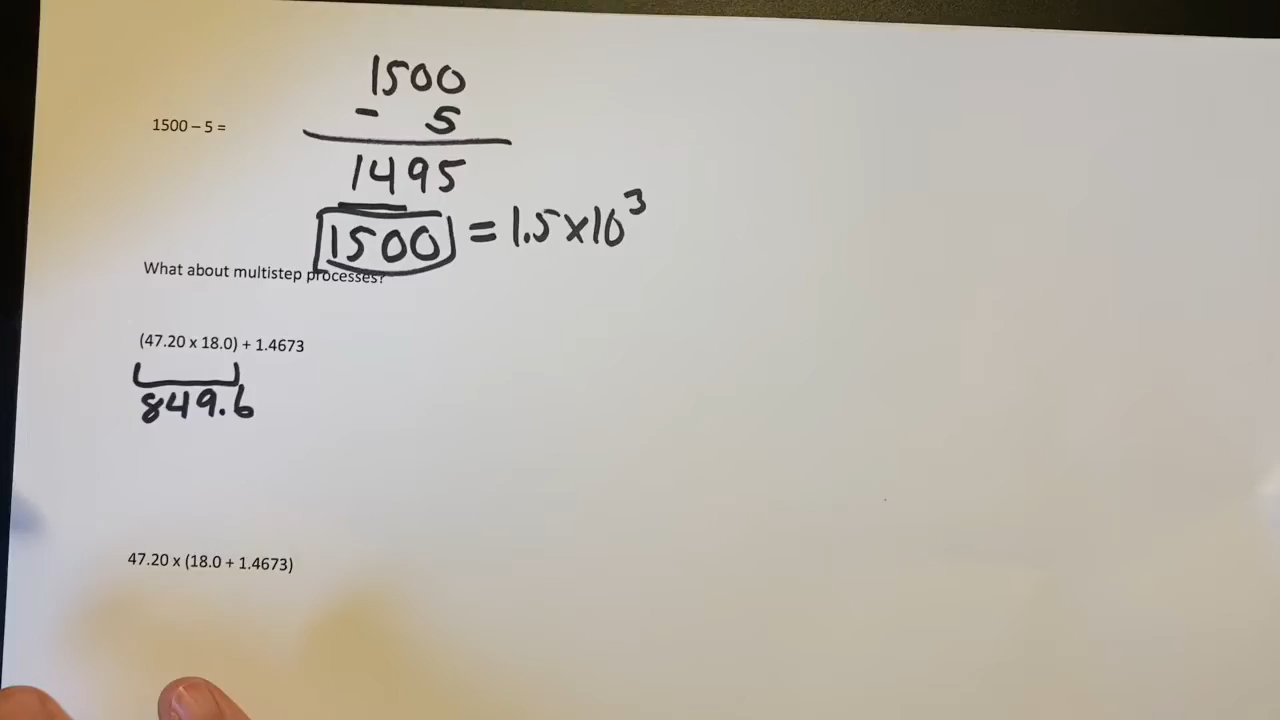 1500
- 5
1500 – 5 =
1495
1500 = 1.5x10³
What about multistep processes?
(47.20 x 18.0) + 1.4673
849.6
47.20 x (18.0 + 1.4673)